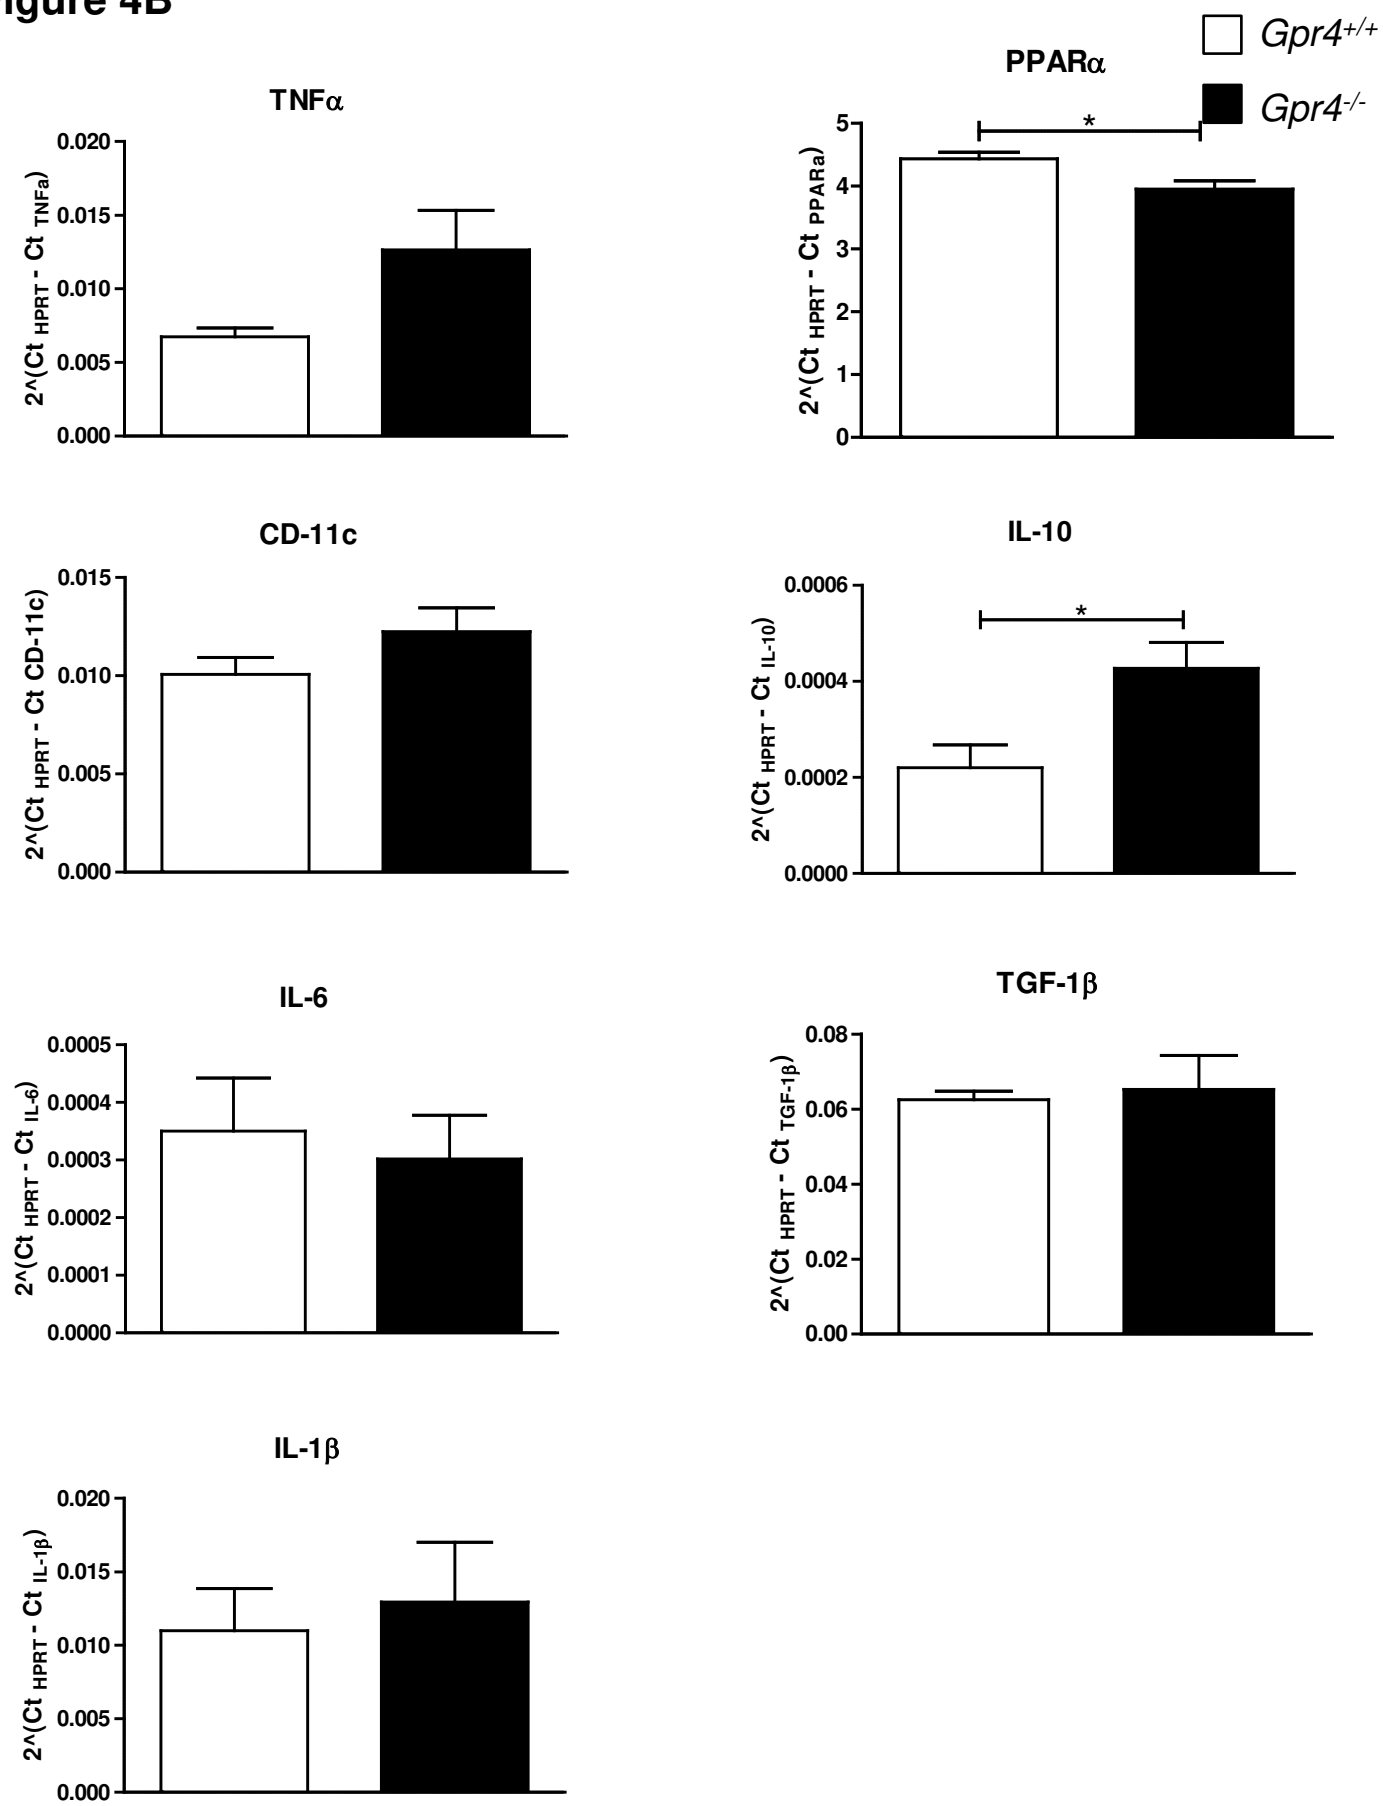 igure 4B
Gpr4+/+
Gpr4-/-
TNFα
2^(Ct HPRT - Ct TNFa)
0.020
0.015
0.010
0.005
0.000
PPARα
2^(Ct HPRT - Ct PPARa)
5
4
3
2
1
0
*
CD-11c
2^(Ct HPRT - Ct CD-11c)
0.015
0.010
0.005
0.000
IL-10
2^(Ct HPRT - Ct IL-10)
0.0006
0.0004
0.0002
0.0000
*
IL-6
2^(Ct HPRT - Ct IL-6)
0.0005
0.0004
0.0003
0.0002
0.0001
0.0000
TGF-1β
2^(Ct HPRT - Ct TGF-1β)
0.08
0.06
0.04
0.02
0.00
IL-1β
2^(Ct HPRT - Ct IL-1β)
0.020
0.015
0.010
0.005
0.000